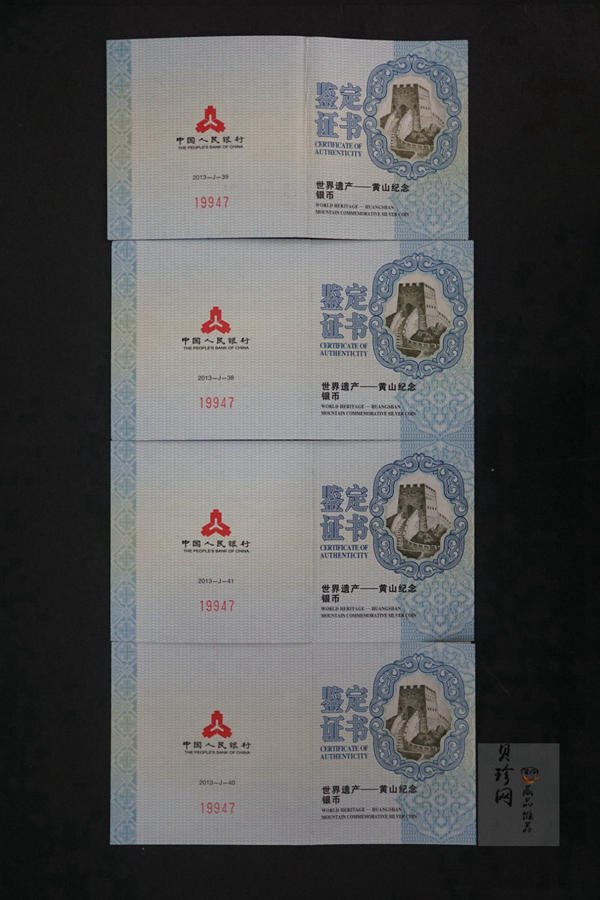 中国人民银行
THE PEOPLE'S BANK OF CHINA
2013-J-39
19947
鉴定
证书
CERTIFICATE OF
AUTHENTICITY
世界遗产——黄山纪念
银币
WORLD HERITAGE — HUANGSHAN
MOUNTAIN COMMEMORATIVE SILVER COIN
中国人民银行
THE PEOPLE'S BANK OF CHINA
2013-J-38
19947
鉴定
证书
CERTIFICATE OF
AUTHENTICITY
世界遗产——黄山纪念
银币
WORLD HERITAGE — HUANGSHAN
MOUNTAIN COMMEMORATIVE SILVER COIN
中国人民银行
THE PEOPLE'S BANK OF CHINA
2013-J-41
19947
鉴定
证书
CERTIFICATE OF
AUTHENTICITY
世界遗产——黄山纪念
银币
WORLD HERITAGE — HUANGSHAN
MOUNTAIN COMMEMORATIVE SILVER COIN
中国人民银行
THE PEOPLE'S BANK OF CHINA
2013-J-40
19947
鉴定
证书
CERTIFICATE OF
AUTHENTICITY
世界遗产——黄山纪念
银币
WORLD HERITAGE — HUANGSHAN
MOUNTAIN COMMEMORATIVE SILVER COIN